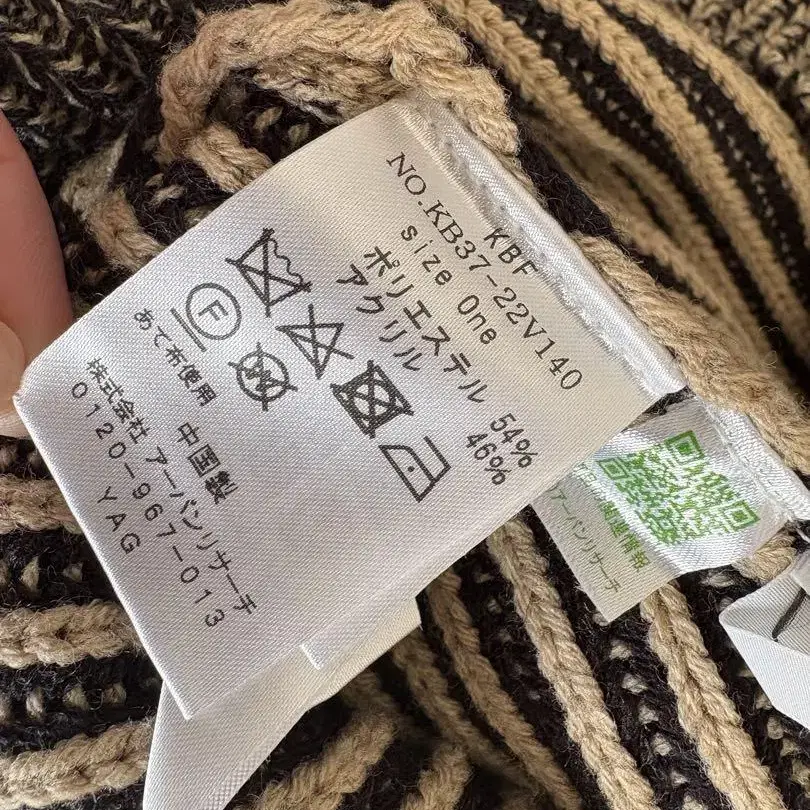 KBF
NO.KB37-22V140
size One
ポリエステル 54%
アクリル 46%
F
W
あて布使用 中国製
株式会社 アーバンリサーチ
0120-967-013
YAG
アーバンリサーチ